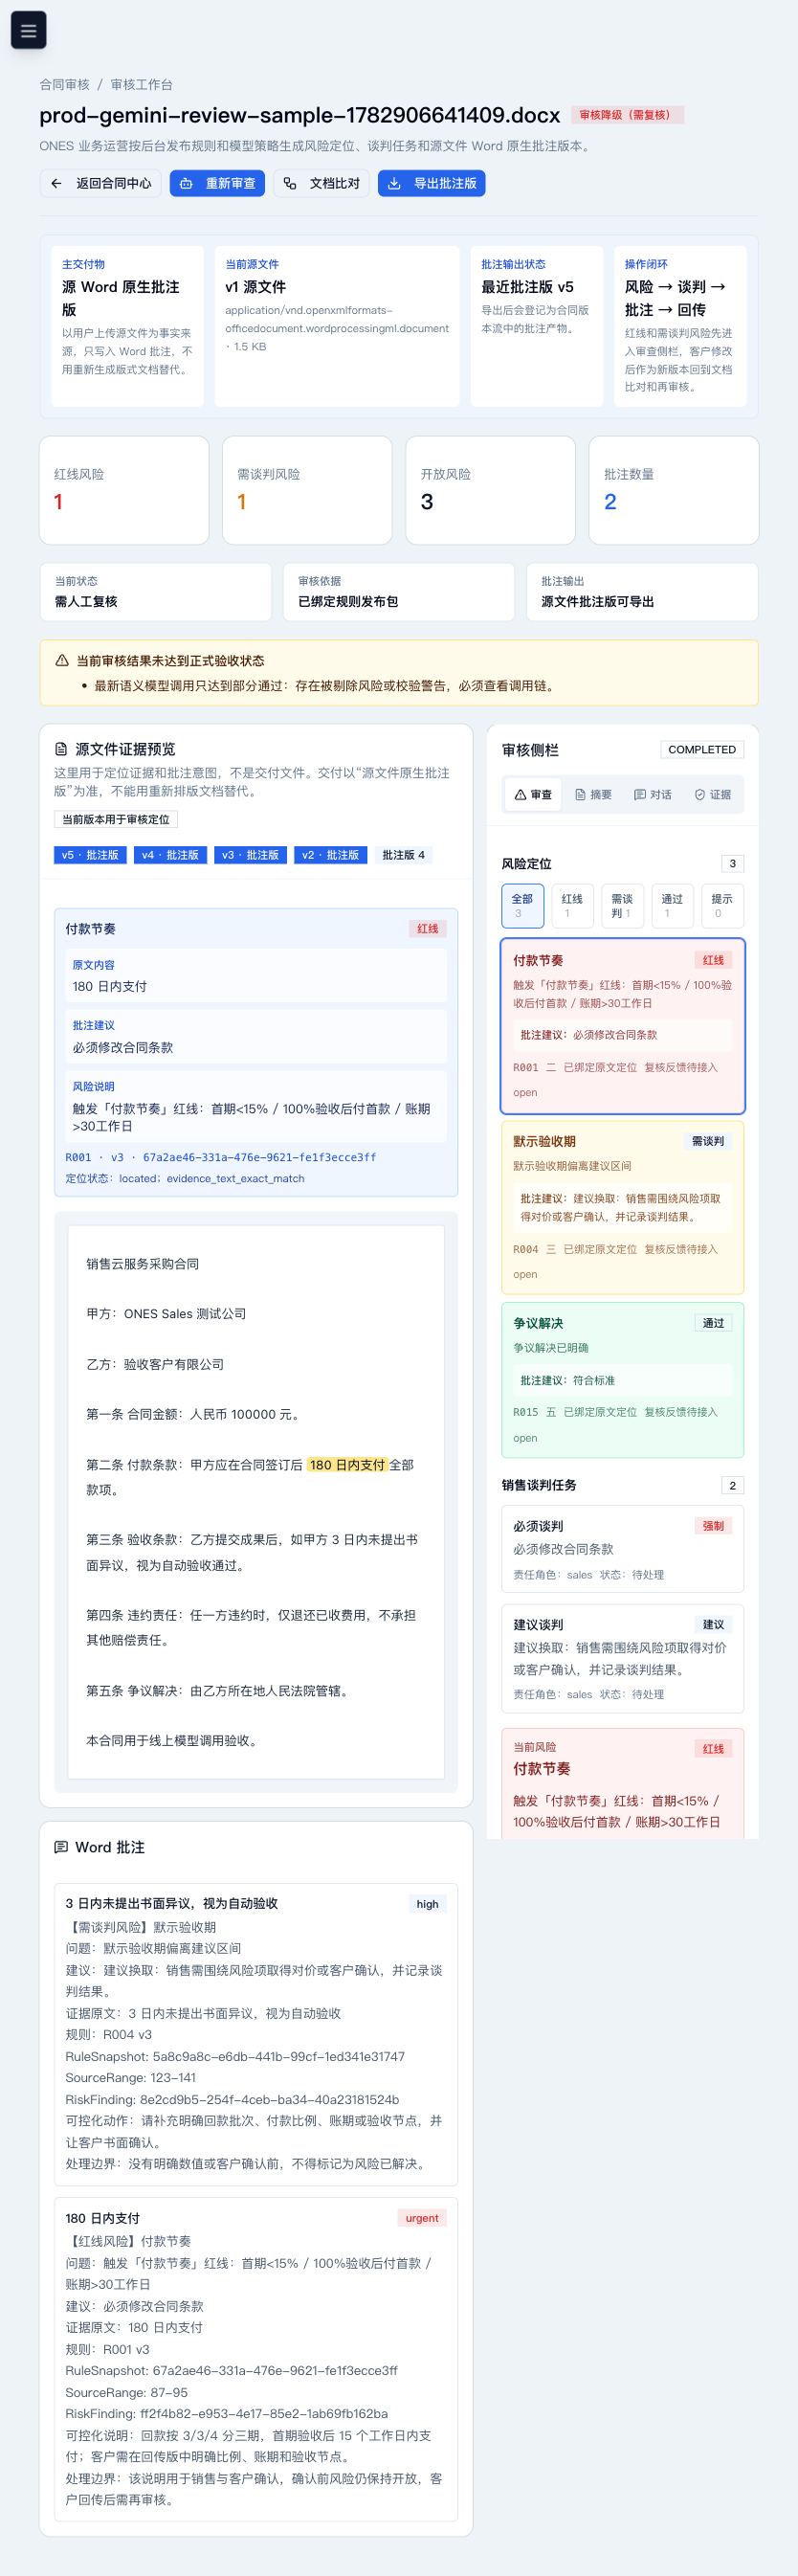 合同审核 / 审核工作台
prod-gemini-review-sample-1782906641409.docx 审核降级（需复核）
ONES 业务运营按后台发布规则和模型策略生成风险定位、谈判任务和源文件 Word 原生批注版本。
返回合同中心 重新审查 文档比对 导出批注版
主交付物
源 Word 原生批注
版
以用户上传源文件为事实来
源，只写入 Word 批注，不
用重新生成版式文档替代。
当前源文件
v1 源文件
application/vnd.openxmlformats-
officedocument.wordprocessingml.document
· 1.5 KB
批注输出状态
最近批注版 v5
导出后会登记为合同版
本流中的批注产物。
操作闭环
风险 → 谈判 →
批注 → 回传
红线和需谈判风险先进
入审查侧栏，客户修改
后作为新版本回到文档
比对和再审核。
红线风险
1
需谈判风险
1
开放风险
3
批注数量
2
当前状态
需人工复核
审核依据
已绑定规则发布包
批注输出
源文件批注版可导出
当前审核结果未达到正式验收状态
• 最新语义模型调用只达到部分通过：存在被剔除风险或校验警告，必须查看调用链。
源文件证据预览
这里用于定位证据和批注意图，不是交付文件。交付以“源文件原生批注
版”为准，不能用重新排版文档替代。
当前版本用于审核定位
v5 · 批注版 v4 · 批注版 v3 · 批注版 v2 · 批注版 批注版 4
付款节奏 红线
原文内容
180 日内支付
批注建议
必须修改合同条款
风险说明
触发「付款节奏」红线：首期<15% / 100%验收后付首款 / 账期
>30工作日
R001 · v3 · 67a2ae46-331a-476e-9621-fe1f3ecce3ff
定位状态：located；evidence_text_exact_match
销售云服务采购合同
甲方：ONES Sales 测试公司
乙方：验收客户有限公司
第一条 合同金额：人民币 100000 元。
第二条 付款条款：甲方应在合同签订后 180 日内支付 全部
款项。
第三条 验收条款：乙方提交成果后，如甲方 3 日内未提出书
面异议，视为自动验收通过。
第四条 违约责任：任一方违约时，仅退还已收费用，不承担
其他赔偿责任。
第五条 争议解决：由乙方所在地人民法院管辖。
本合同用于线上模型调用验收。
Word 批注
3 日内未提出书面异议，视为自动验收 high
【需谈判风险】默示验收期
问题：默示验收期偏离建议区间
建议：建议换取：销售需围绕风险项取得对价或客户确认，并记录谈
判结果。
证据原文：3 日内未提出书面异议，视为自动验收
规则：R004 v3
RuleSnapshot: 5a8c9a8c-e6db-441b-99cf-1ed341e31747
SourceRange: 123-141
RiskFinding: 8e2cd9b5-254f-4ceb-ba34-40a23181524b
可控化动作：请补充明确回款批次、付款比例、账期或验收节点，并
让客户书面确认。
处理边界：没有明确数值或客户确认前，不得标记为风险已解决。
180 日内支付 urgent
【红线风险】付款节奏
问题：触发「付款节奏」红线：首期<15% / 100%验收后付首款 /
账期>30工作日
建议：必须修改合同条款
证据原文：180 日内支付
规则：R001 v3
RuleSnapshot: 67a2ae46-331a-476e-9621-fe1f3ecce3ff
SourceRange: 87-95
RiskFinding: ff2f4b82-e953-4e17-85e2-1ab69fb162ba
可控化说明：回款按 3/3/4 分三期，首期验收后 15 个工作日内支
付；客户需在回传版中明确比例、账期和验收节点。
处理边界：该说明用于销售与客户确认，确认前风险仍保持开放，客
户回传后需再审核。
审核侧栏 COMPLETED
审查 摘要 对话 证据
风险定位 3
全部 3
红线 1
需谈
判 1
通过 1
提示 0
付款节奏 红线
触发「付款节奏」红线：首期<15% / 100%验
收后付首款 / 账期>30工作日
批注建议：必须修改合同条款
R001 二 已绑定原文定位 复核反馈待接入
open
默示验收期 需谈判
默示验收期偏离建议区间
批注建议：建议换取：销售需围绕风险项取
得对价或客户确认，并记录谈判结果。
R004 三 已绑定原文定位 复核反馈待接入
open
争议解决 通过
争议解决已明确
批注建议：符合标准
R015 五 已绑定原文定位 复核反馈待接入
open
销售谈判任务 2
必须谈判 强制
必须修改合同条款
责任角色：sales 状态：待处理
建议谈判 建议
建议换取：销售需围绕风险项取得对价
或客户确认，并记录谈判结果。
责任角色：sales 状态：待处理
当前风险 红线
付款节奏
触发「付款节奏」红线：首期<15% /
100%验收后付首款 / 账期>30工作日